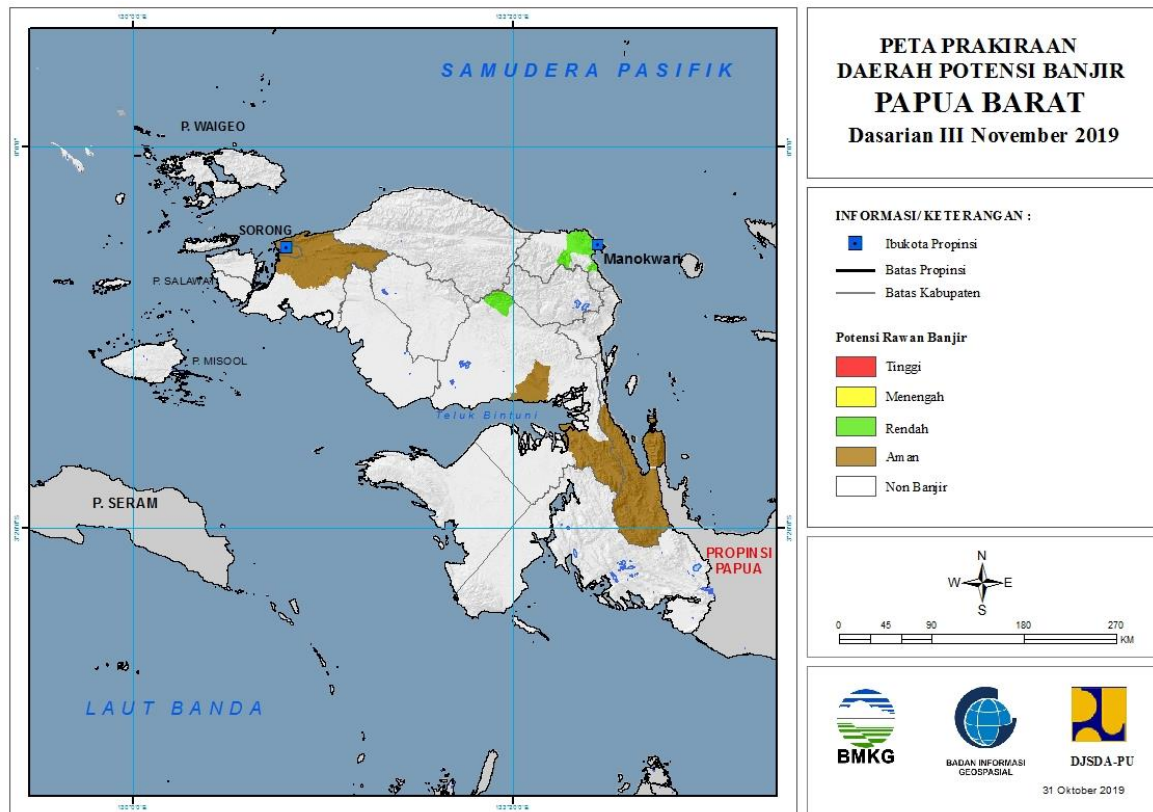 PETA PRAKIRAAN
DAERAH POTENSI BANJIR
PAPUA BARAT
Dasarian III November 2019
SAMUDERA PASIFIK
P. WAIGEO
SORONG
Manokwari
P. SALAWATI
P. MISOOL
Teluk Bintuni
P. SERAM
PROPINSI
PAPUA
LAUT BANDA
INFORMASI/ KETERANGAN :
Ibukota Propinsi
Batas Propinsi
Batas Kabupaten
Potensi Rawan Banjir
Tinggi
Menengah
Rendah
Aman
Non Banjir
N
W E
S
0 45 90 180 270
KM
BMKG
BADAN INFORMASI
GEOSPASIAL
DJSDA-PU
31 Oktober 2019